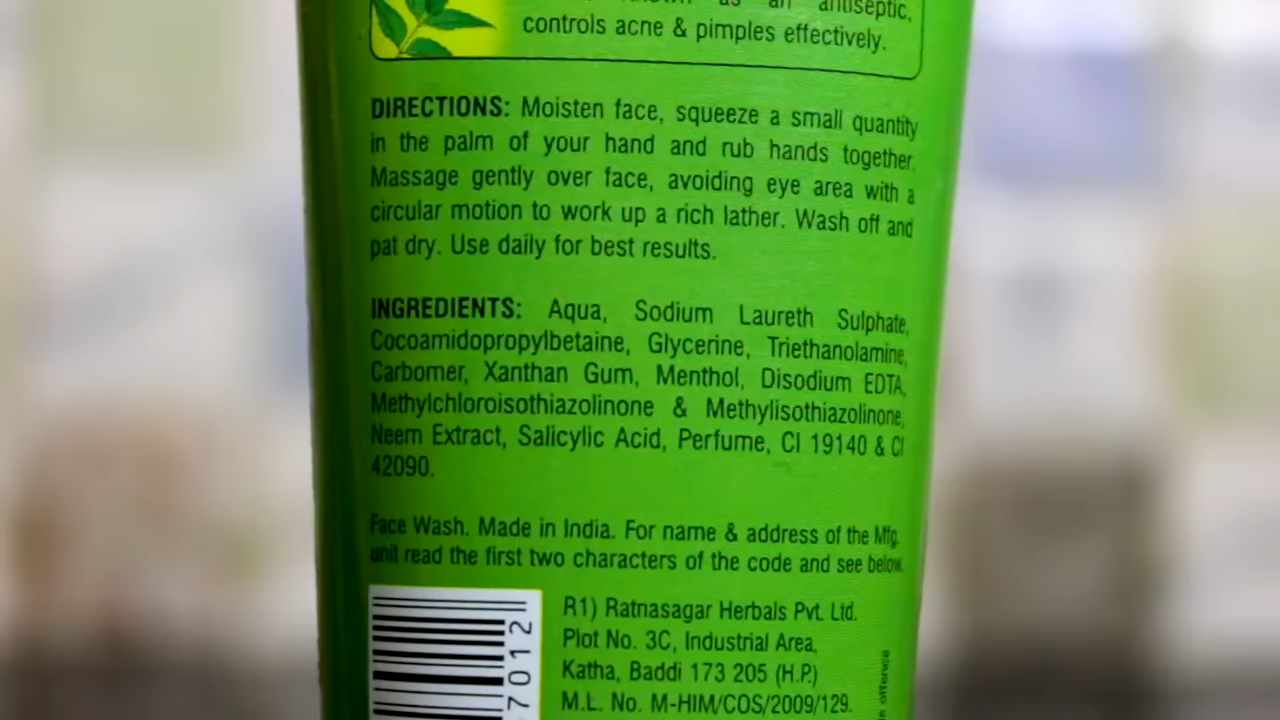 as an antiseptic,
controls acne & pimples effectively.
DIRECTIONS: Moisten face, squeeze a small quantity
in the palm of your hand and rub hands together.
Massage gently over face, avoiding eye area with a
circular motion to work up a rich lather. Wash off and
pat dry. Use daily for best results.
INGREDIENTS: Aqua, Sodium Laureth Sulphate,
Cocoamidopropylbetaine, Glycerine, Triethanolamine,
Carbomer, Xanthan Gum, Menthol, Disodium EDTA,
Methylchloroisothiazolinone & Methylisothiazolinone,
Neem Extract, Salicylic Acid, Perfume, CI 19140 & CI
42090.
Face Wash. Made in India. For name & address of the Mfg.
unit read the first two characters of the code and see below.
R1) Ratnasagar Herbals Pvt. Ltd.
Plot No. 3C, Industrial Area,
Katha, Baddi 173 205 (H.P.)
M.L. No. M-HIM/COS/2009/129.
7012
offence